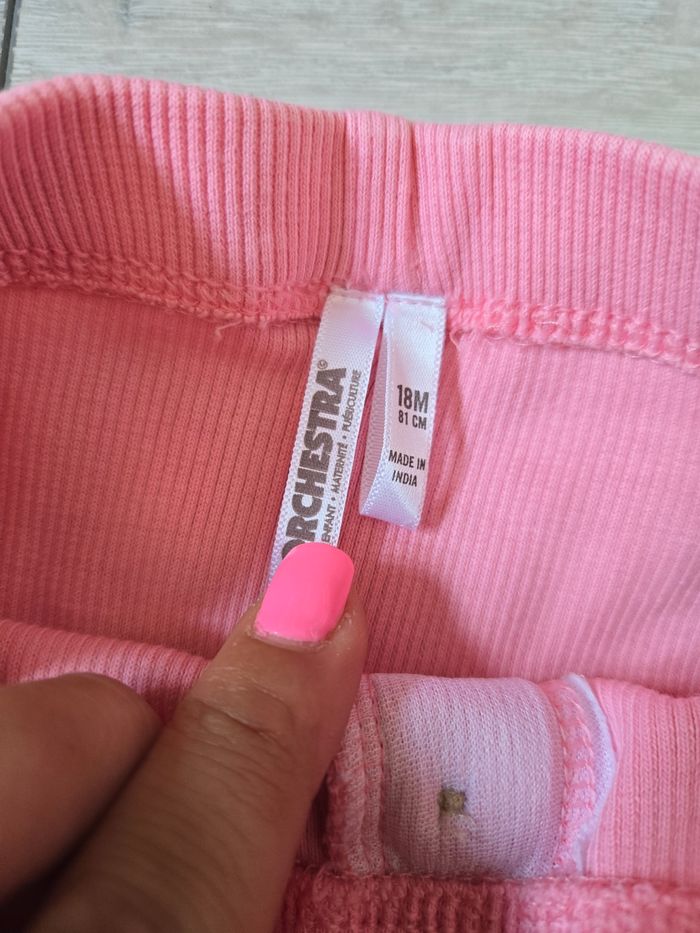 ORCHESTRA©
ENFANT • MATERNITÉ • PUÉRICULTURE
18M
81 CM
MADE IN
INDIA